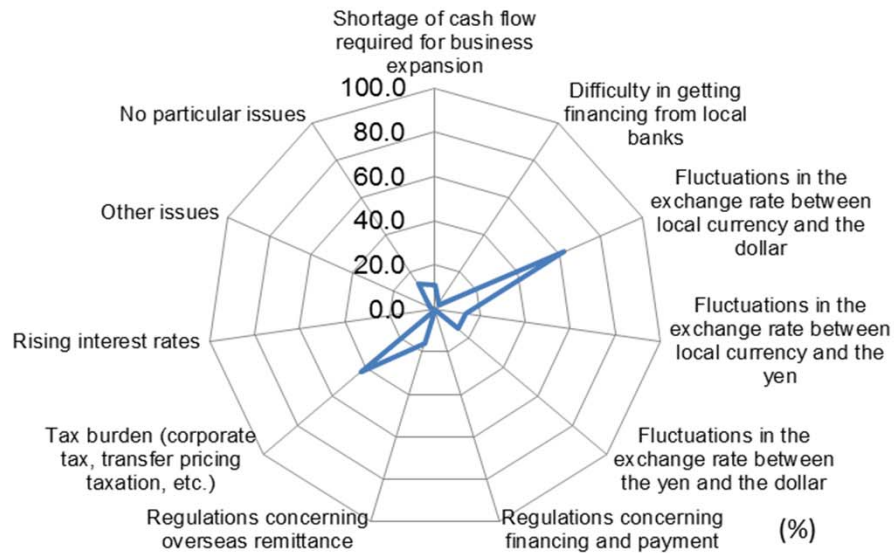 Shortage of cash flow
required for business
expansion
100.0
80.0
60.0
40.0
20.0
0.0
Difficulty in getting
financing from local
banks
Fluctuations in the
exchange rate between
local currency and the
dollar
Fluctuations in the
exchange rate between
local currency and the
yen
Fluctuations in the
exchange rate between
the yen and the dollar
Regulations concerning
financing and payment
(%)
Regulations concerning
overseas remittance
Tax burden (corporate
tax, transfer pricing
taxation, etc.)
Rising interest rates
Other issues
No particular issues